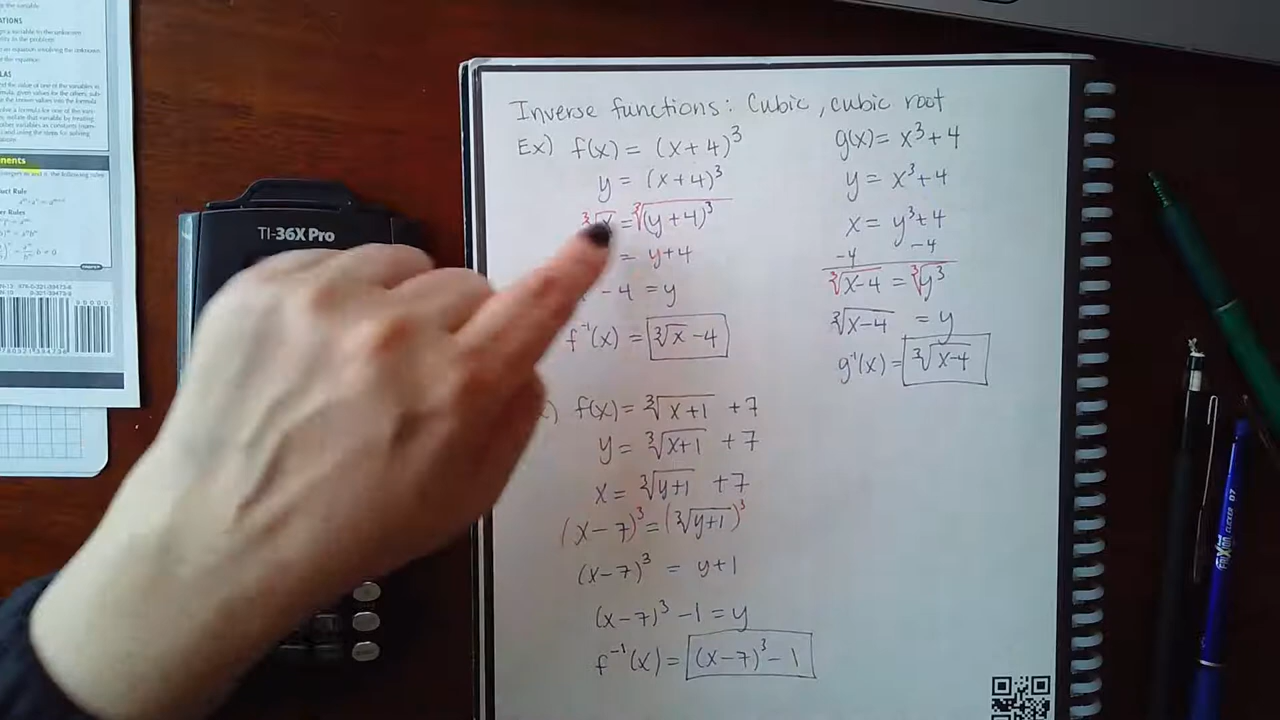 Inverse functions: Cubic, cubic root
Ex) f(x) = (x+4)³
y = (x+4)³
∛x = ∛(y+4)³
= y+4
- 4 = y
f⁻¹(x) = ∛x - 4
g(x) = x³+4
y = x³+4
x = y³+4
-4 -4
∛x-4 = ∛y³
∛x-4 = y
g⁻¹(x) = ∛x-4
f(x) = ∛x+1 + 7
y = ∛x+1 + 7
x = ∛y+1 + 7
(x-7)³ = (∛y+1)³
(x-7)³ = y+1
(x-7)³ - 1 = y
f⁻¹(x) = (x-7)³ - 1
TI-36X Pro